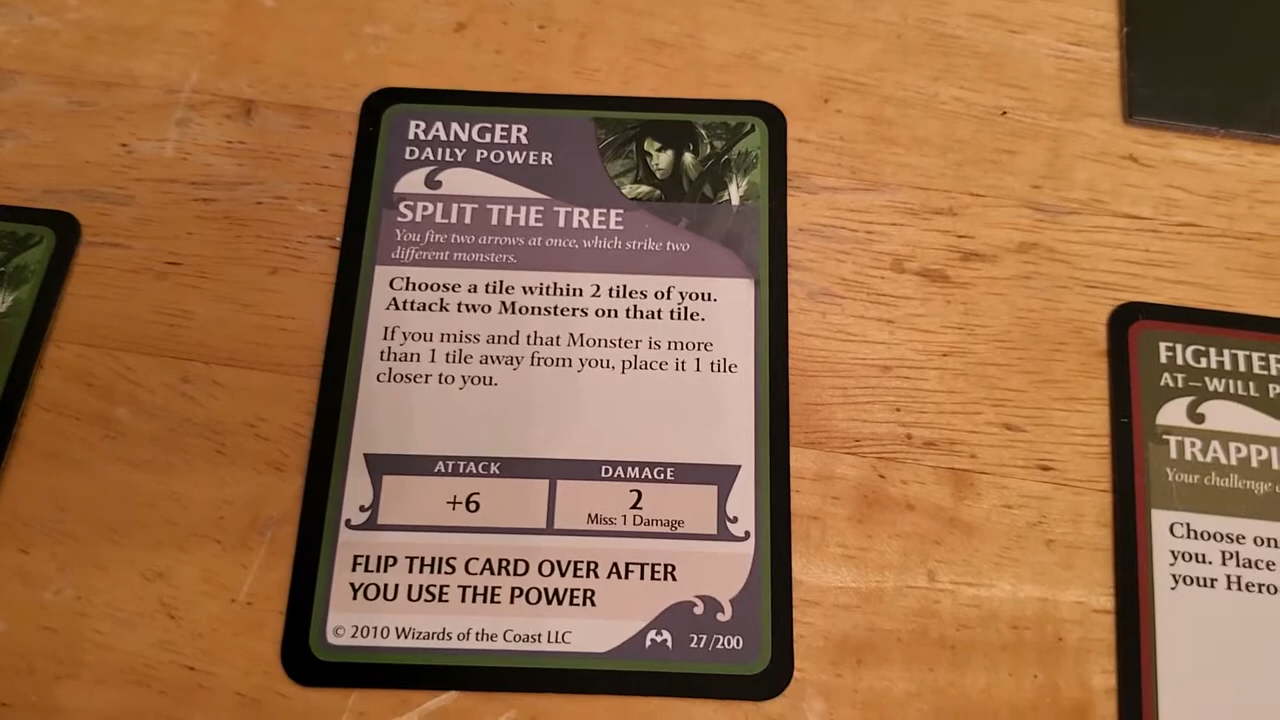 RANGER
DAILY POWER
SPLIT THE TREE
You fire two arrows at once, which strike two
different monsters.
Choose a tile within 2 tiles of you.
Attack two Monsters on that tile.
If you miss and that Monster is more
than 1 tile away from you, place it 1 tile
closer to you.
ATTACK
DAMAGE
+6
2
Miss: 1 Damage
FLIP THIS CARD OVER AFTER
YOU USE THE POWER
© 2010 Wizards of the Coast LLC
27/200
FIGHTER
AT-WILL P
TRAPPI
Your challenge
Choose on
you. Place
your Hero